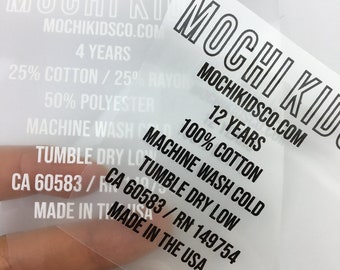 MOCHI KIDS
MOCHIKIDSCO.COM
4 YEARS
25% COTTON / 25% RAYON
50% POLYESTER
MACHINE WASH COLD
TUMBLE DRY LOW
CA 60583 / RN 14975
MADE IN THE USA
MOCHI KIDS
MOCHIKIDSCO.COM
12 YEARS
100% COTTON
MACHINE WASH COLD
TUMBLE DRY LOW
CA 60583 / RN 149754
MADE IN THE USA